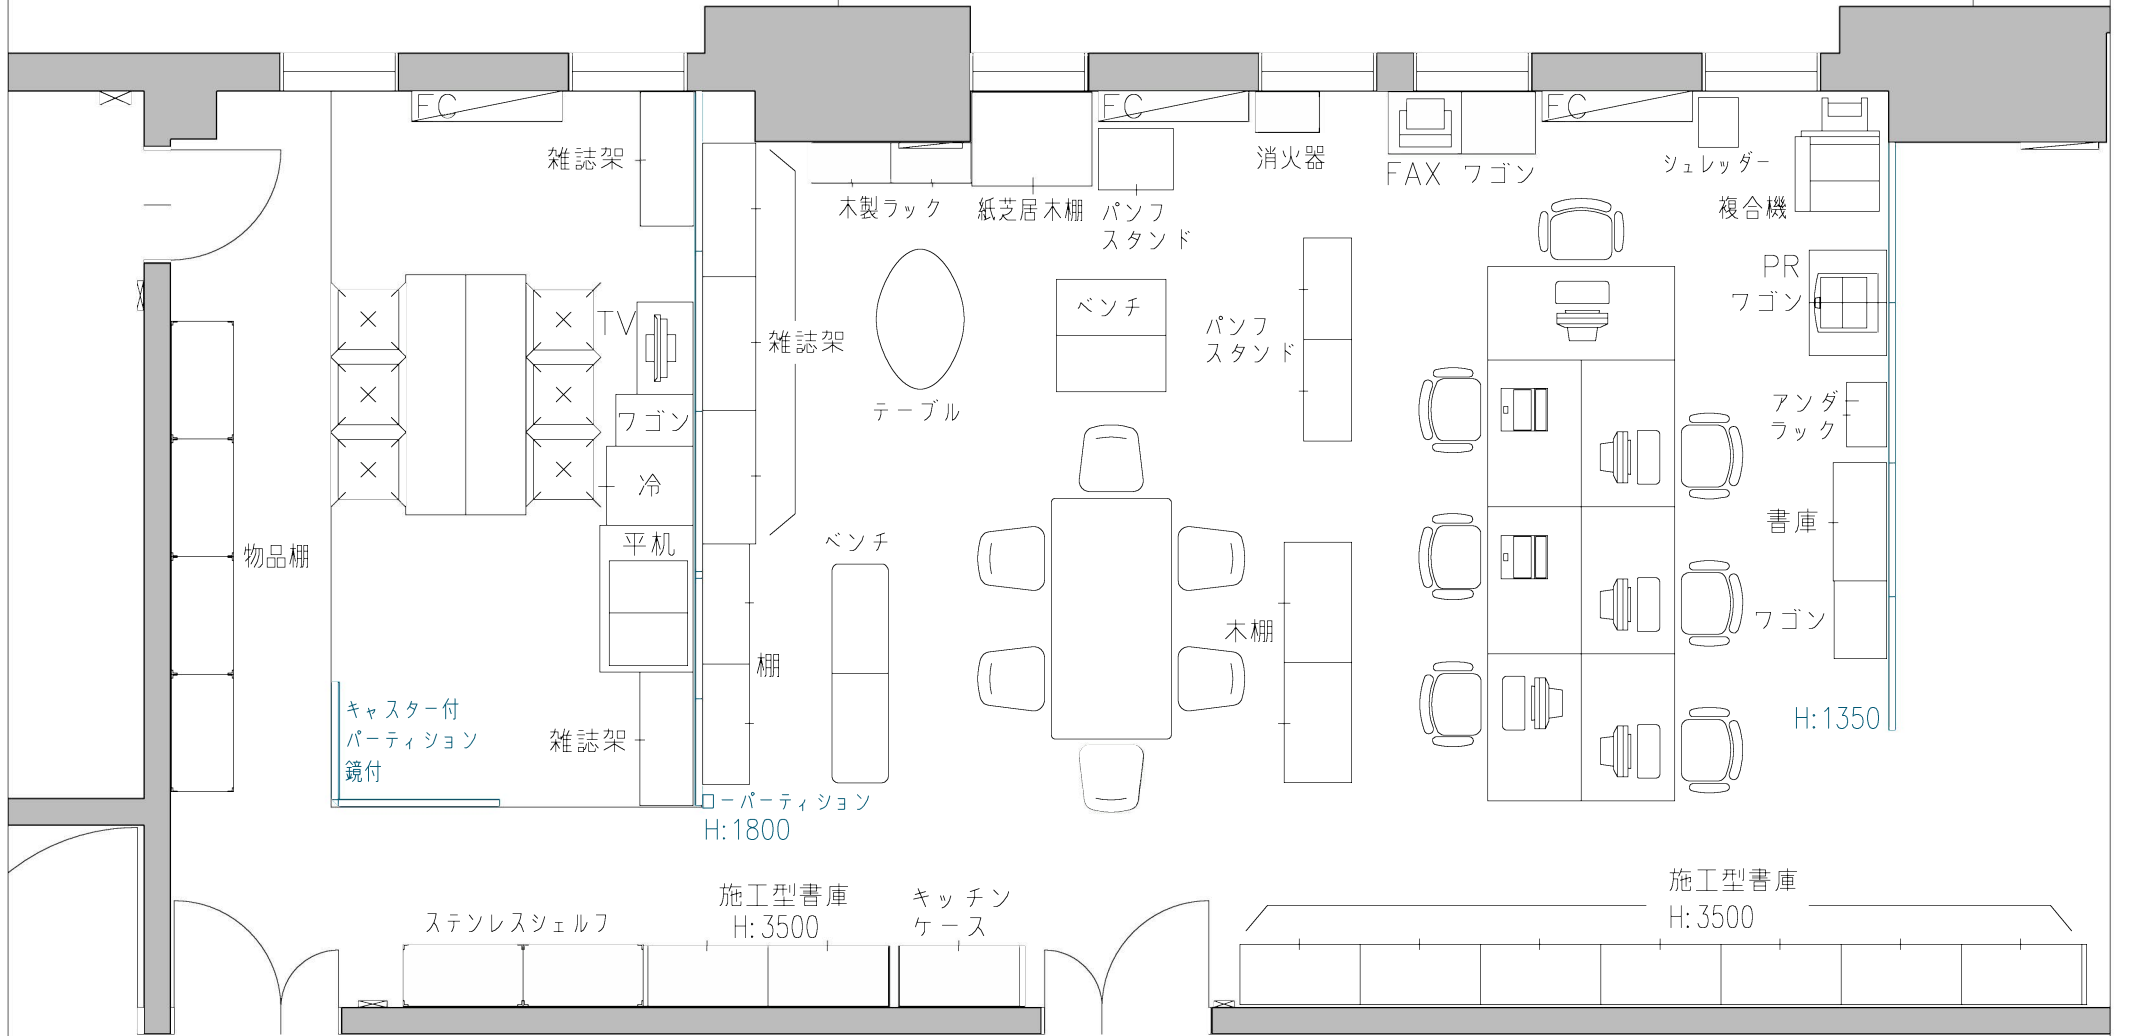 FC
FC
FC
雑誌架
木製ラック
紙芝居木棚
パンフ
スタンド
消火器
FAX ワゴン
シュレッダー
複合機
PR
ワゴン
TV
ワゴン
冷
平机
雑誌架
テーブル
ベンチ
パンフ
スタンド
アンダー
ラック
書庫
ワゴン
H:1350
物品棚
ベンチ
棚
木棚
キャスター付
パーティション
鏡付
雑誌架
ローパーティション
H:1800
ステンレスシェルフ
施工型書庫
H:3500
キッチン
ケース
施工型書庫
H:3500